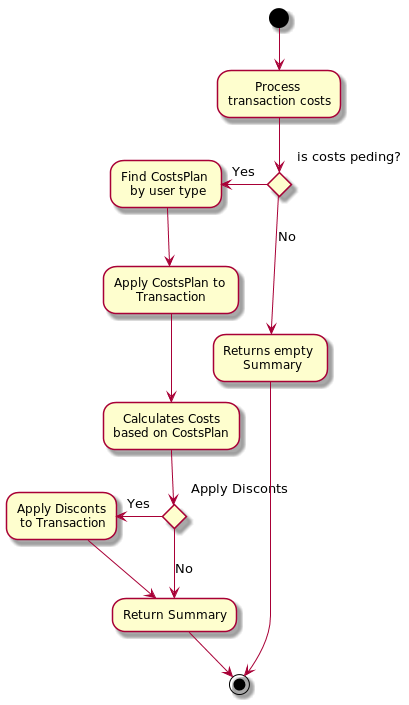 Process
transaction costs
is costs peding?
Yes
Find CostsPlan
by user type
No
Apply CostsPlan to
Transaction
Returns empty
Summary
Calculates Costs
based on CostsPlan
Apply Disconts
Yes
Apply Disconts
to Transaction
No
Return Summary